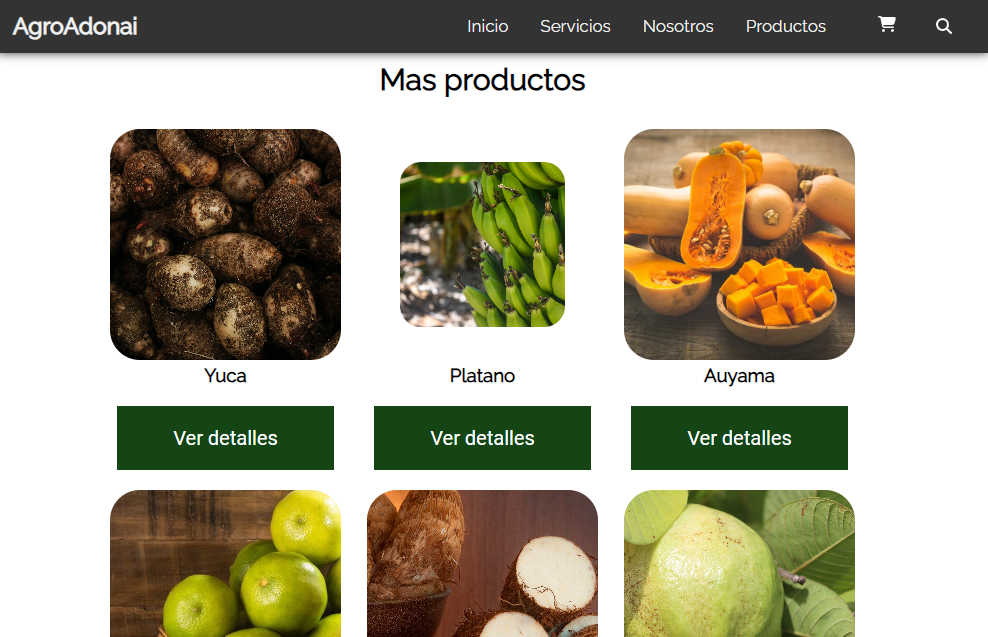 AgroAdonai
Inicio Servicios Nosotros Productos
Mas productos
Yuca Platano Auyama
Ver detalles Ver detalles Ver detalles